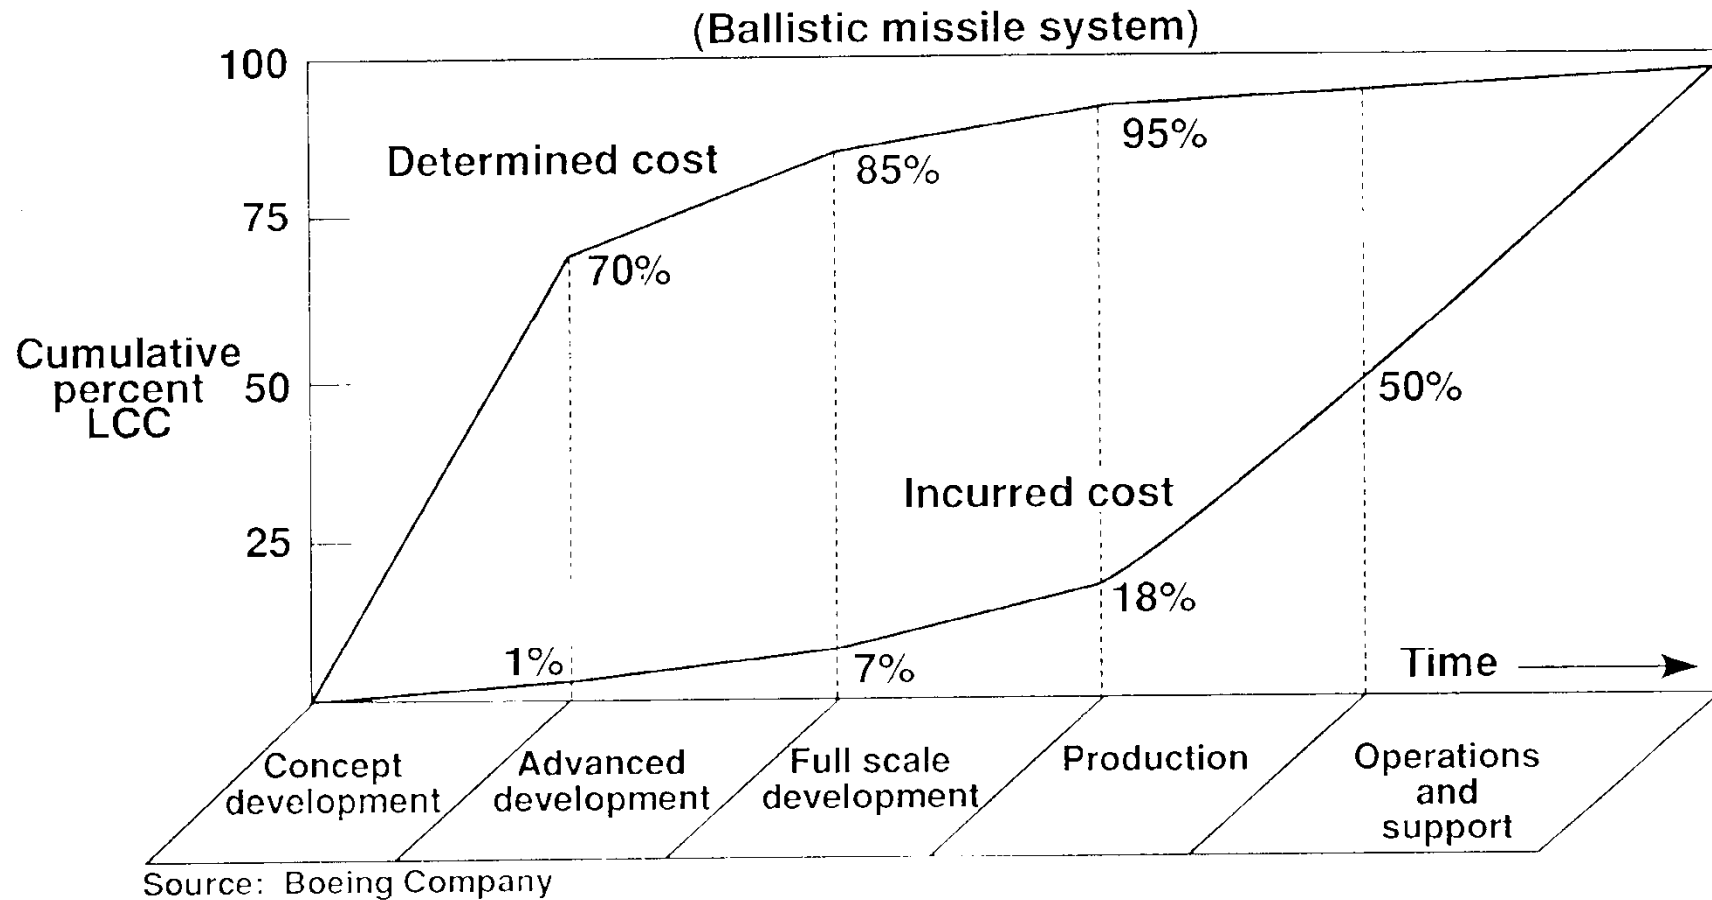 (Ballistic missile system)
100
Determined cost
95%
85%
75
70%
Cumulative
percent
LCC
50
50%
Incurred cost
25
18%
1%
7%
Time
Concept
development
Advanced
development
Full scale
development
Production
Operations
and
support
Source: Boeing Company